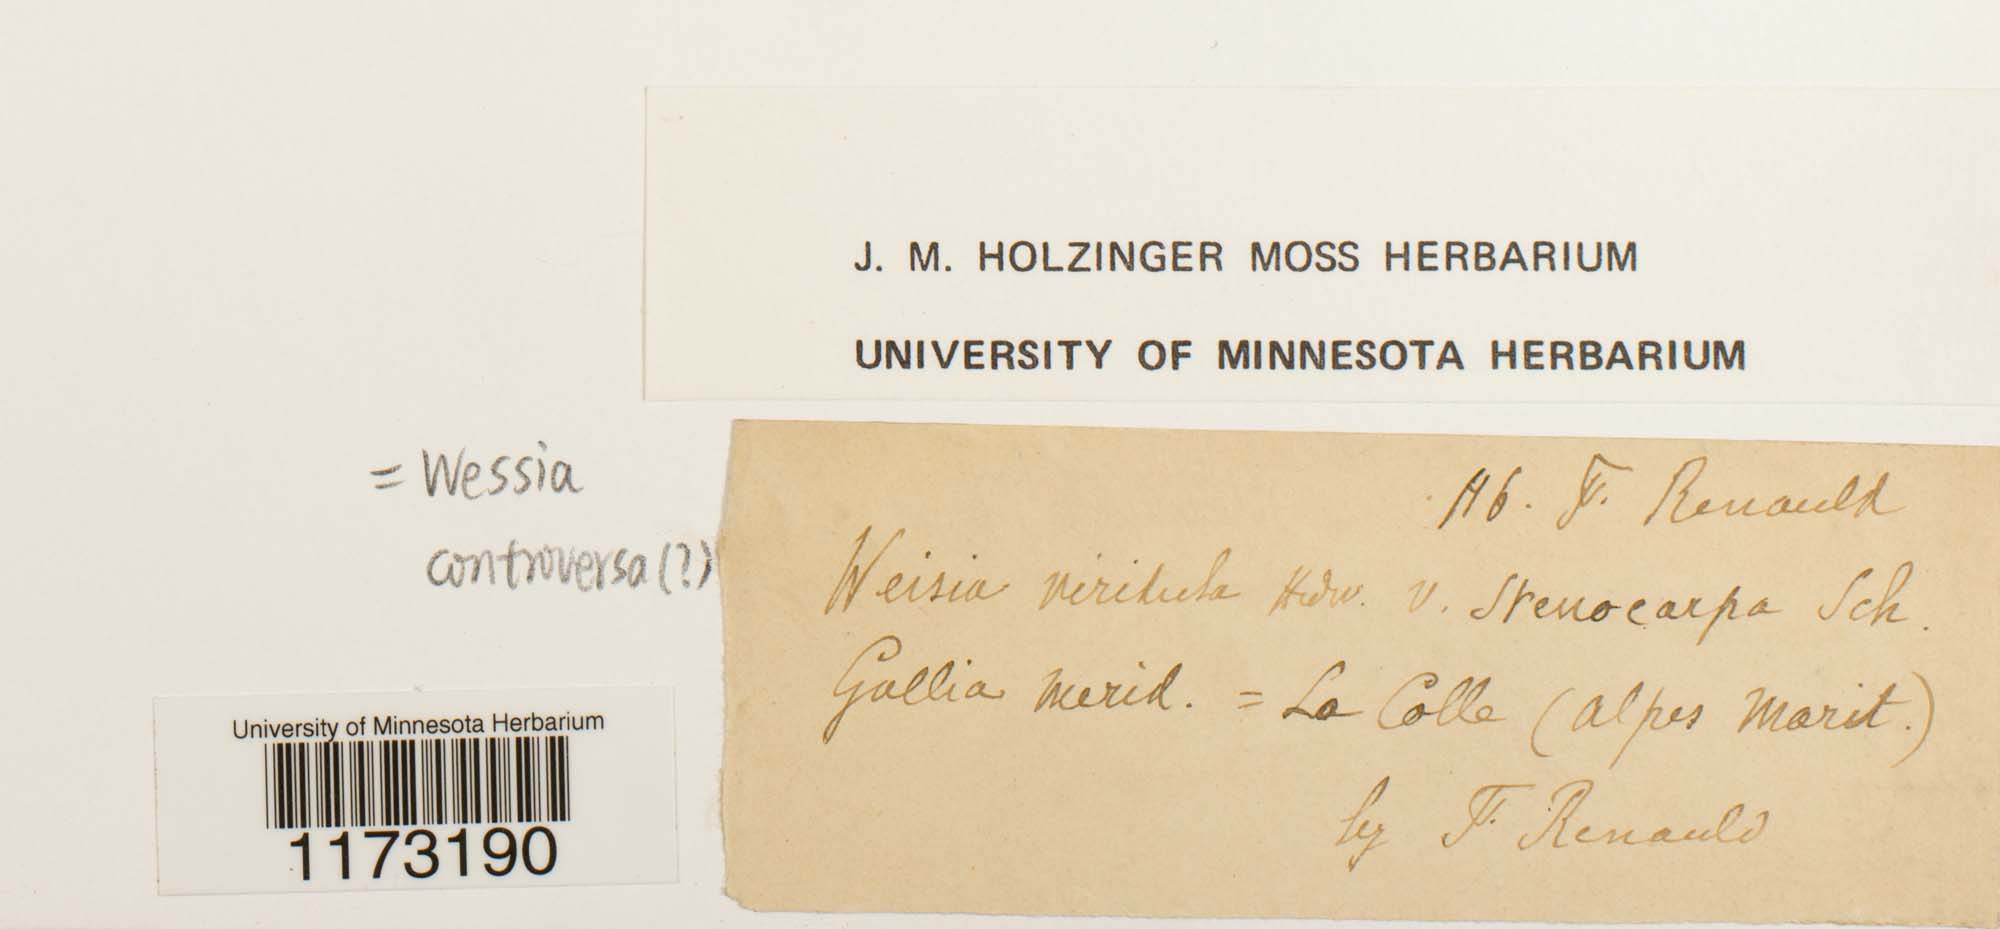 J. M. HOLZINGER MOSS HERBARIUM
UNIVERSITY OF MINNESOTA HERBARIUM
= Wessia
controversa (?)
Hb. F. Renauld
Weisia viridula Hdw. v. Stenocarpa Sch.
Gallia merid. = La Colle (Alpes Marit.)
leg F. Renauld
University of Minnesota Herbarium
1173190